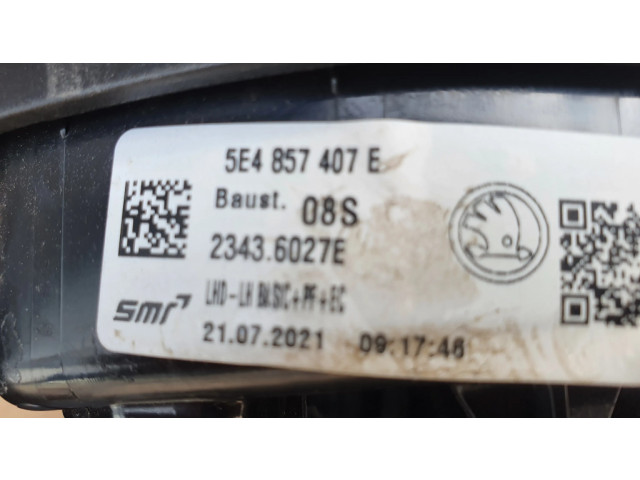 5E4 857 407 E
Baust. 08S
2343.6027E
LHD-LH BASIC+PF+EC
smr
21.07.2021 09:17:46